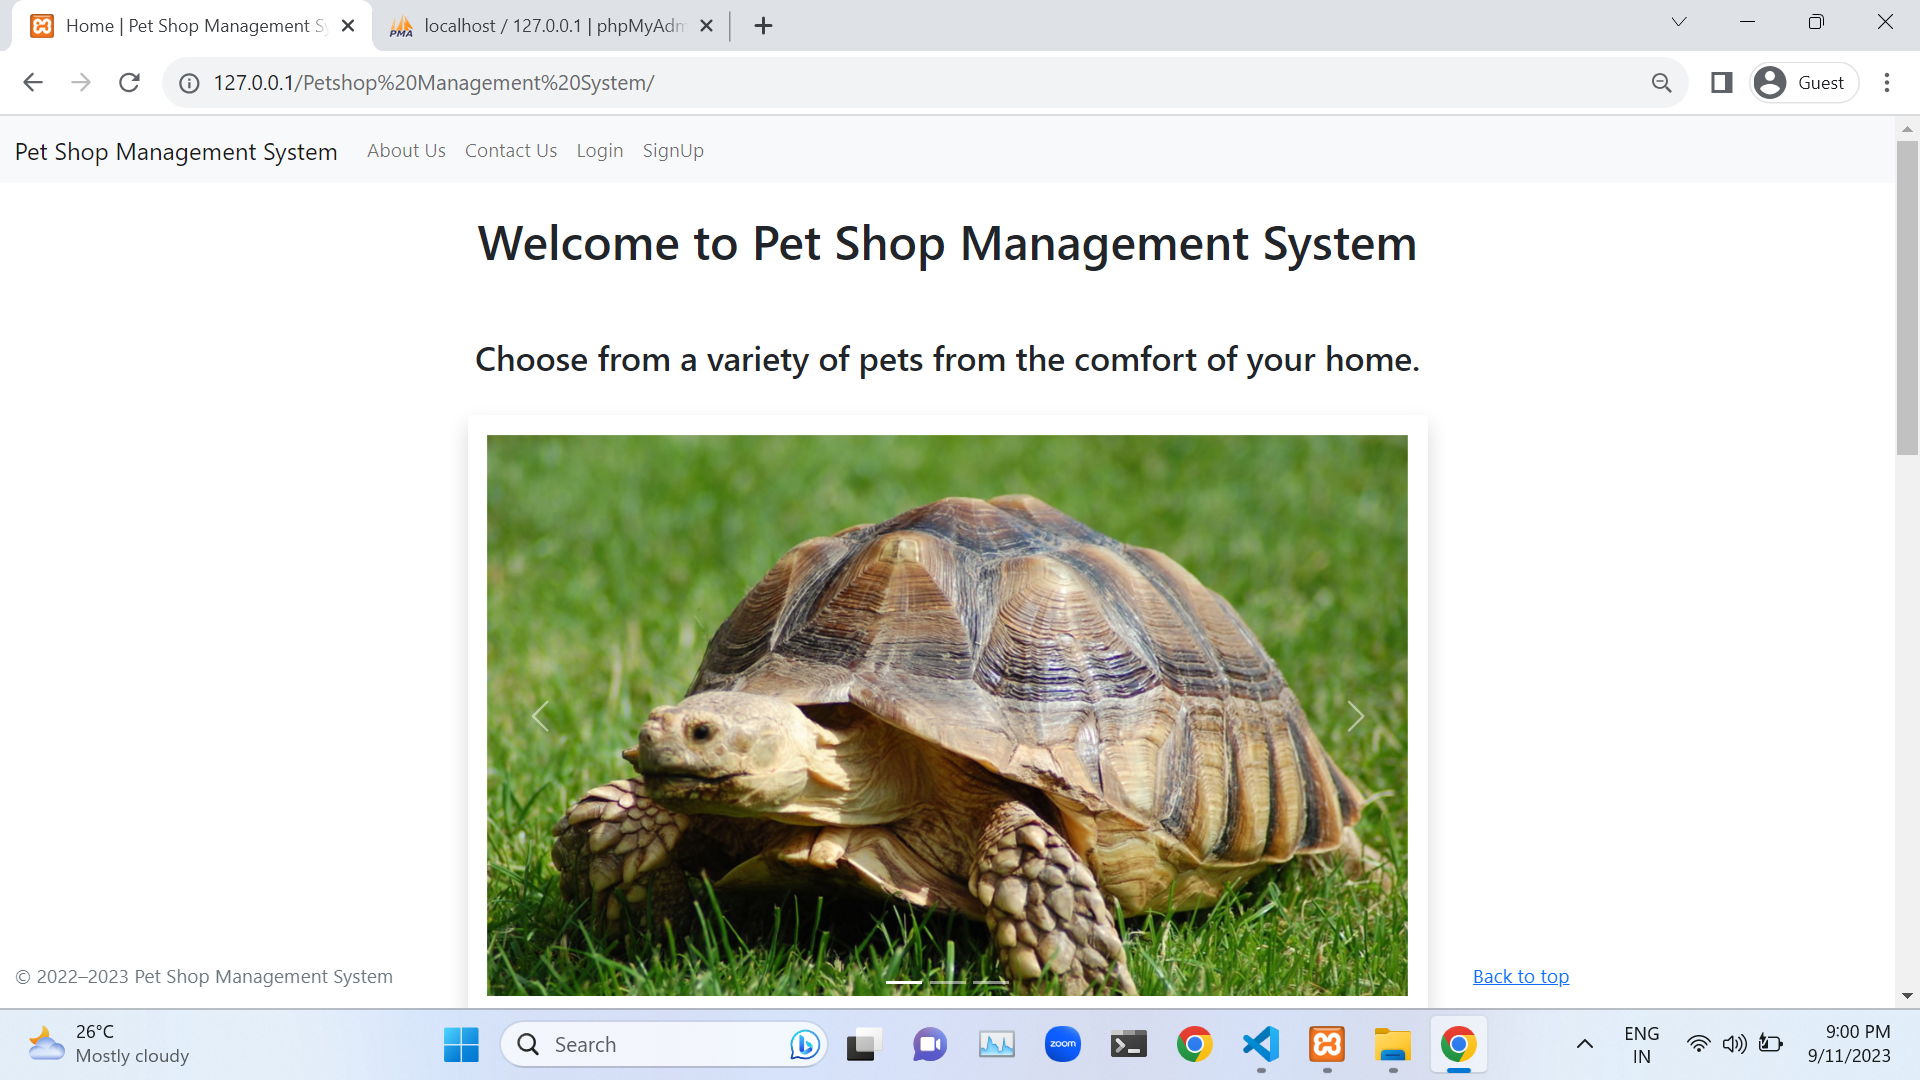 Home | Pet Shop Management Sy
localhost / 127.0.0.1 | phpMyAdm
127.0.0.1/Petshop%20Management%20System/
Guest
Pet Shop Management System
About Us
Contact Us
Login
SignUp
Welcome to Pet Shop Management System
Choose from a variety of pets from the comfort of your home.
© 2022–2023 Pet Shop Management System
Back to top
26°C
Mostly cloudy
Search
zoom
ENG
IN
9:00 PM
9/11/2023
PMA